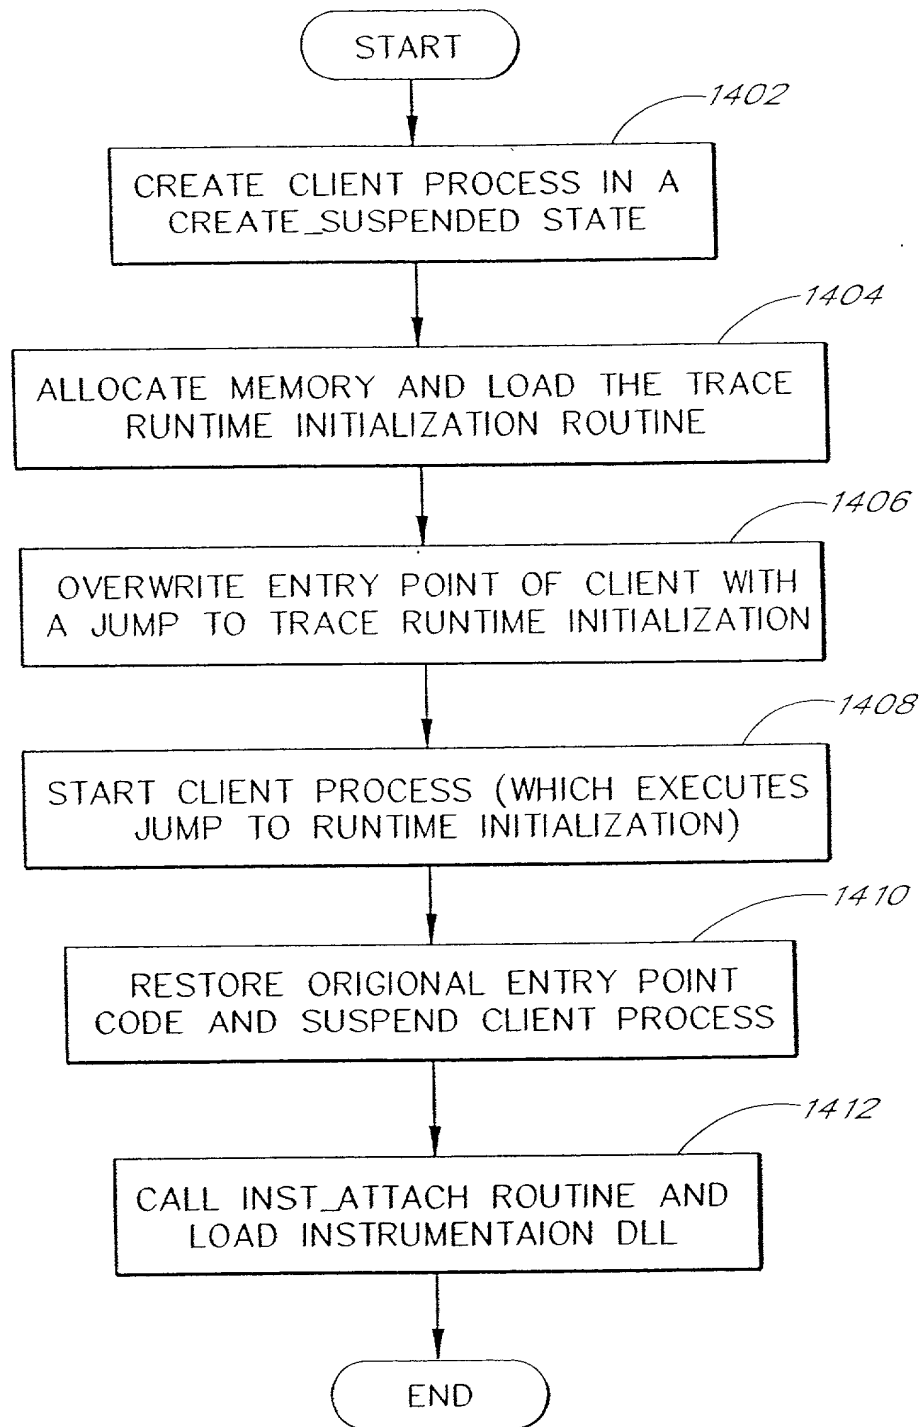 START
1402
CREATE CLIENT PROCESS IN A
CREATE_SUSPENDED STATE
1404
ALLOCATE MEMORY AND LOAD THE TRACE
RUNTIME INITIALIZATION ROUTINE
1406
OVERWRITE ENTRY POINT OF CLIENT WITH
A JUMP TO TRACE RUNTIME INITIALIZATION
1408
START CLIENT PROCESS (WHICH EXECUTES
JUMP TO RUNTIME INITIALIZATION)
1410
RESTORE ORIGIONAL ENTRY POINT
CODE AND SUSPEND CLIENT PROCESS
1412
CALL INST_ATTACH ROUTINE AND
LOAD INSTRUMENTAION DLL
END